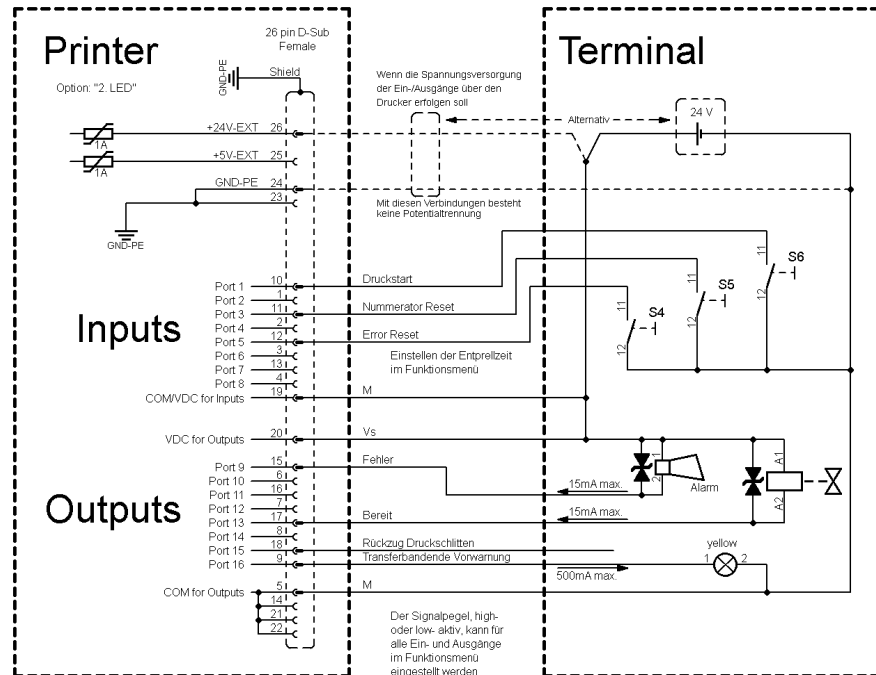 Printer
26 pin D-Sub
Female
Terminal
Option: "2. LED"
GND-PE
Shield
Wenn die Spannungsversorgung
der Ein-/Ausgänge über den
Drucker erfolgen soll
Alternativ
24 V
+24V-EXT 26
1A
+5V-EXT 25
1A
GND-PE 24
23
GND-PE
Mit diesen Verbindungen besteht
keine Potentialtrennung
Inputs
Port 1 10 Druckstart
Port 2 1
Port 3 11 Nummerator Reset
Port 4 2
Port 5 12 Error Reset
Port 6 3
Port 7 13
Port 8 4
Einstellen der Entprellzeit
im Funktionsmenü
11 12 S4
11 12 S5
11 12 S6
COM/VDC for Inputs 19 M
VDC for Outputs 20 Vs
Outputs
Port 9 15 Fehler
Port 10 6
Port 11 16
Port 12 7
Port 13 17 Bereit
Port 14 8
Port 15 18 Rückzug Druckschlitten
Port 16 9 Transferbandende Vorwarnung
15mA max.
1 2
Alarm
15mA max.
A1
A2
yellow
1 2
500mA max.
COM for Outputs 5 M
14
21
22
Der Signalpegel, high-
oder low- aktiv, kann für
alle Ein- und Ausgänge
im Funktionsmenü
eingestellt werden